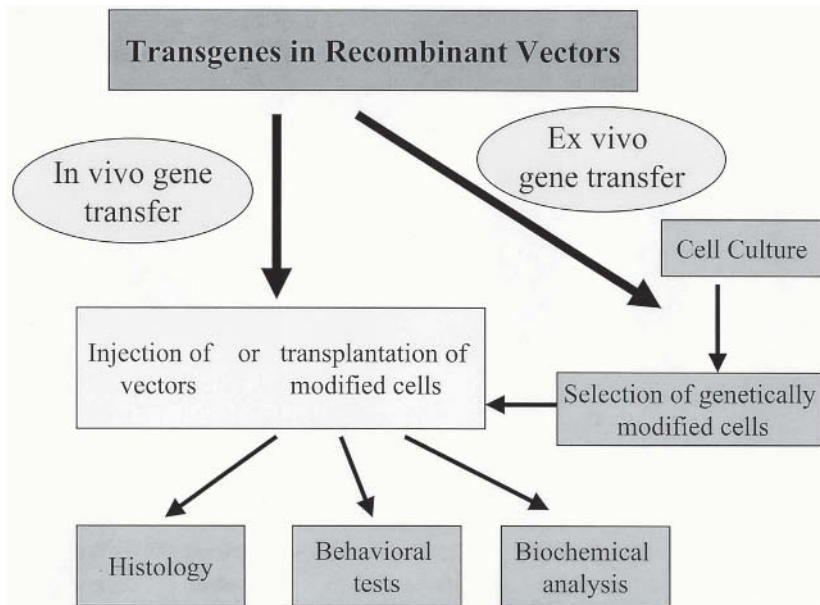 Transgenes in Recombinant Vectors
In vivo gene
transfer
Ex vivo
gene transfer
Cell Culture
Injection of or transplantation of
vectors modified cells
Selection of genetically
modified cells
Histology
Behavioral
tests
Biochemical
analysis